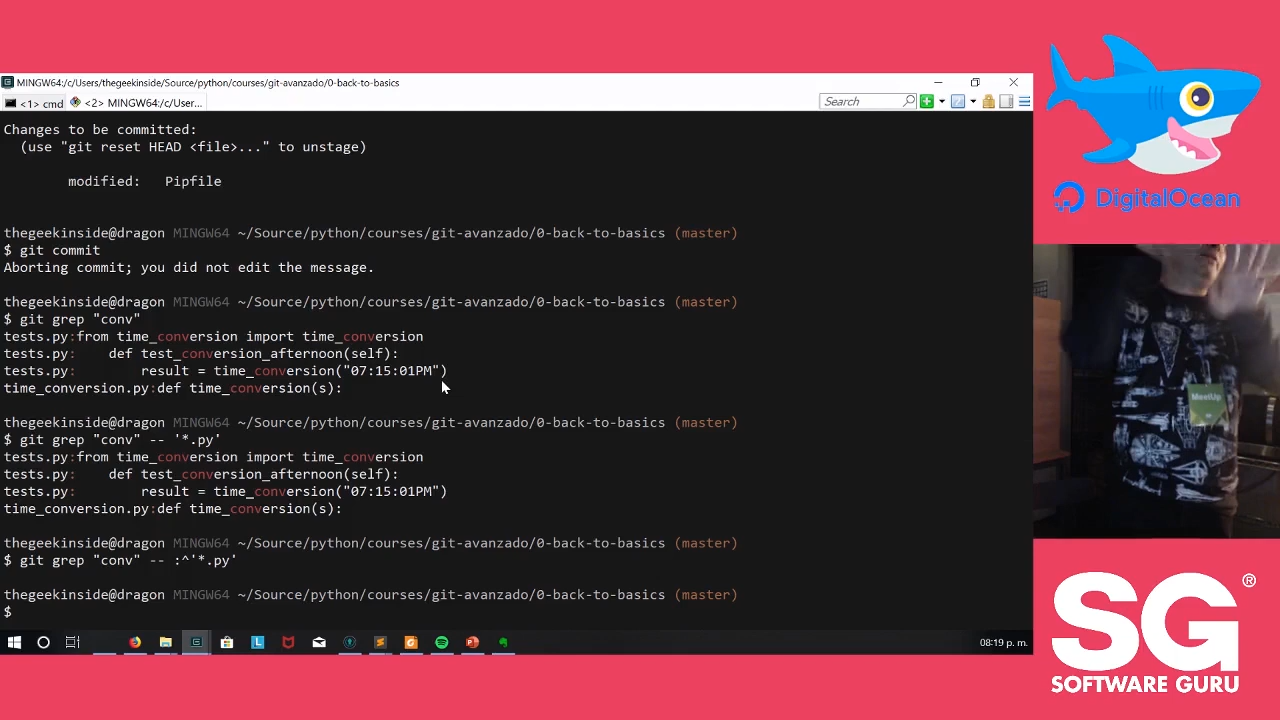 MINGW64:/c/Users/thegeekinside/Source/python/courses/git-avanzado/0-back-to-basics
<1> cmd
<2> MINGW64:/c/User...
Search
Changes to be committed:
  (use "git reset HEAD <file>..." to unstage)
        modified:   Pipfile
thegeekinside@dragon MINGW64 ~/Source/python/courses/git-avanzado/0-back-to-basics (master)
$ git commit
Aborting commit; you did not edit the message.
thegeekinside@dragon MINGW64 ~/Source/python/courses/git-avanzado/0-back-to-basics (master)
$ git grep "conv"
tests.py:from time_conversion import time_conversion
tests.py:    def test_conversion_afternoon(self):
tests.py:        result = time_conversion("07:15:01PM")
time_conversion.py:def time_conversion(s):
thegeekinside@dragon MINGW64 ~/Source/python/courses/git-avanzado/0-back-to-basics (master)
$ git grep "conv" -- '*.py'
tests.py:from time_conversion import time_conversion
tests.py:    def test_conversion_afternoon(self):
tests.py:        result = time_conversion("07:15:01PM")
time_conversion.py:def time_conversion(s):
thegeekinside@dragon MINGW64 ~/Source/python/courses/git-avanzado/0-back-to-basics (master)
$ git grep "conv" -- :^'*.py'
thegeekinside@dragon MINGW64 ~/Source/python/courses/git-avanzado/0-back-to-basics (master)
$
08:19 p. m.
DigitalOcean
MeetUp
SG®
SOFTWARE GURU